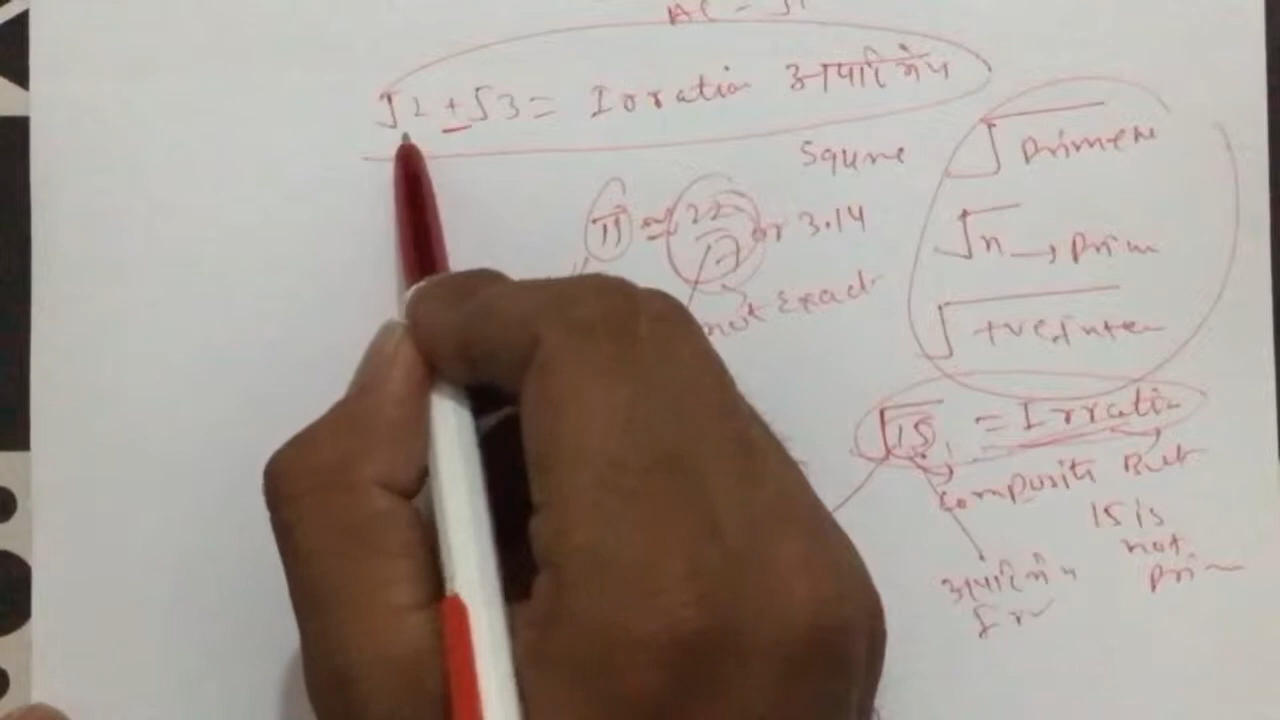 √2 + √3 = Irration अपरिमेय
Squre
√prime
π ≃ 22/7 or 3.14
√n → prim
not Exact
√+ve inte
√15 = Irratio
Composite But
15 is
not
prim
अपरिमेय
Irr